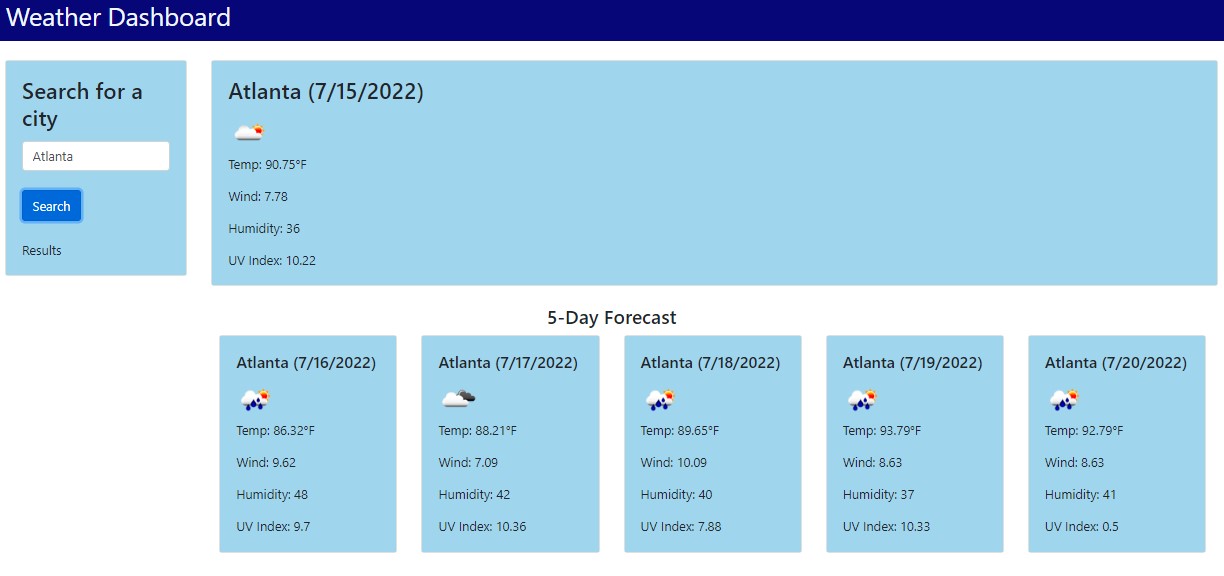 Weather Dashboard
Search for a
city
Atlanta
Search
Results
Atlanta (7/15/2022)
Temp: 90.75°F
Wind: 7.78
Humidity: 36
UV Index: 10.22
5-Day Forecast
Atlanta (7/16/2022)
Temp: 86.32°F
Wind: 9.62
Humidity: 48
UV Index: 9.7
Atlanta (7/17/2022)
Temp: 88.21°F
Wind: 7.09
Humidity: 42
UV Index: 10.36
Atlanta (7/18/2022)
Temp: 89.65°F
Wind: 10.09
Humidity: 40
UV Index: 7.88
Atlanta (7/19/2022)
Temp: 93.79°F
Wind: 8.63
Humidity: 37
UV Index: 10.33
Atlanta (7/20/2022)
Temp: 92.79°F
Wind: 8.63
Humidity: 41
UV Index: 0.5